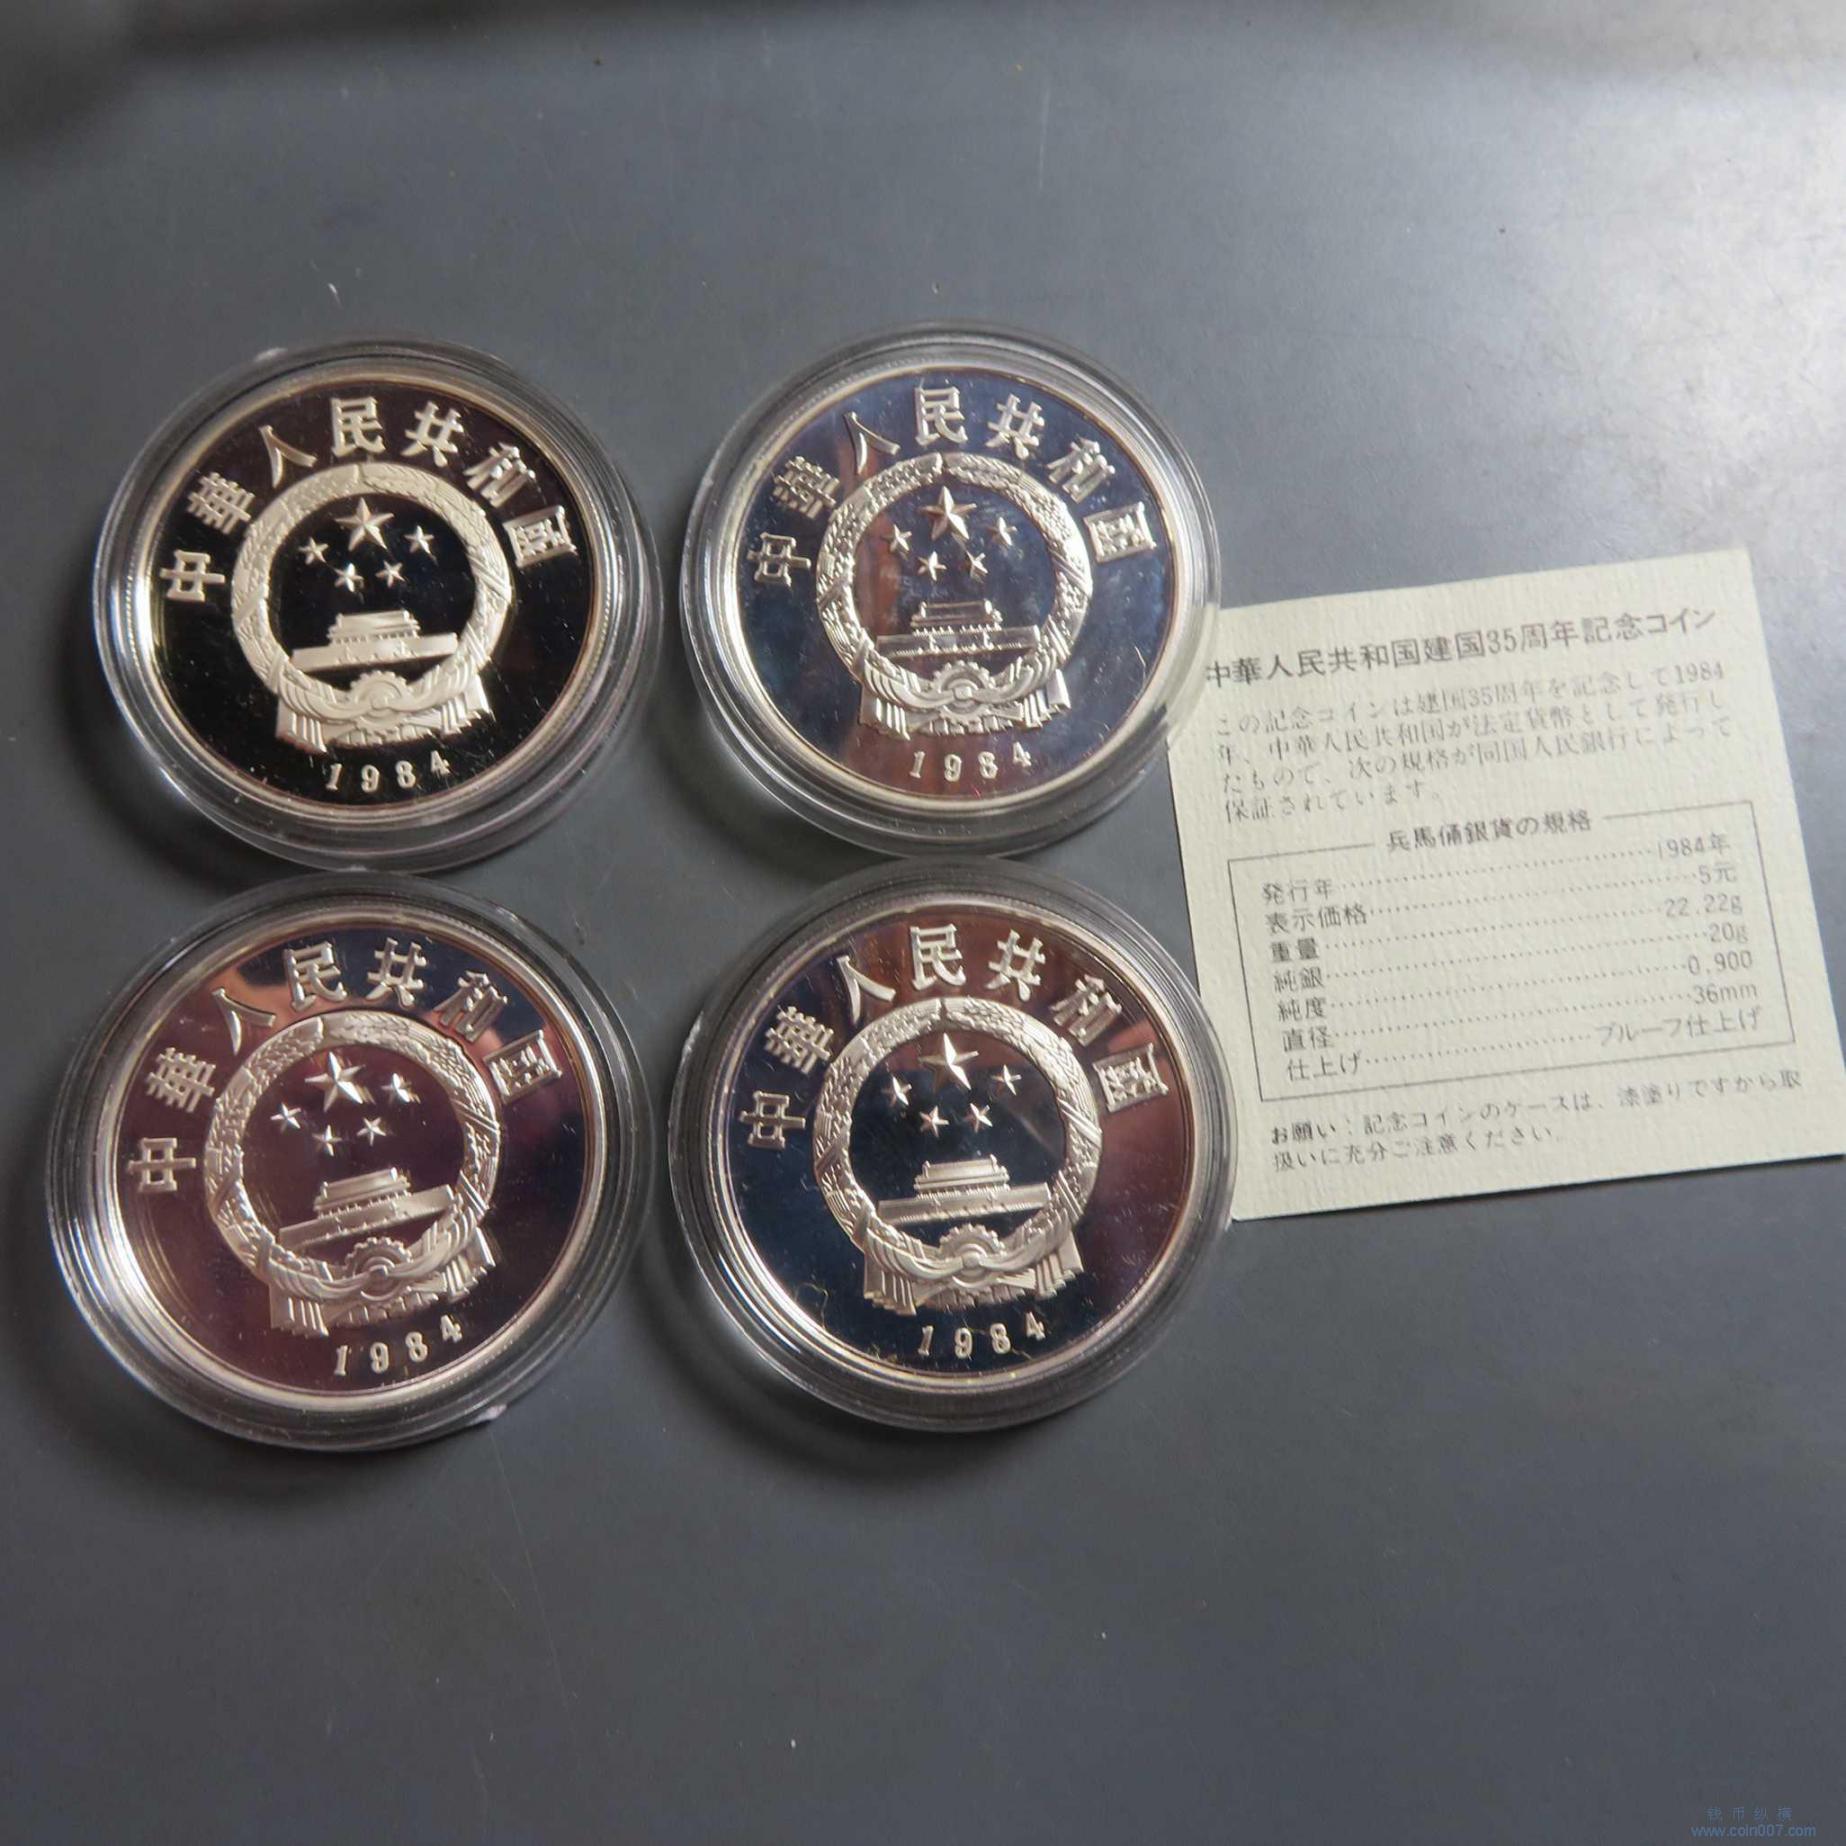 中華人民共和國
1984
中華人民共和國
1984
中華人民共和國
1984
中華人民共和國
1984
中華人民共和国建国35周年記念コイン
この記念コインは建国35周年を記念して1984
年、中華人民共和国が法定貨幣として発行し
たもので、次の規格が同国人民銀行によって
保証されています。
兵馬俑銀貨の規格
発行年……………………1984年
表示価格……………………5元
重量……………………22.22g
純銀……………………20g
純度……………………0.900
直径……………………36mm
仕上げ……………………プルーフ仕上げ
お願い:記念コインのケースは、漆塗りですから取
扱いに充分ご注意ください。
钱币纵横
www.coin007.com